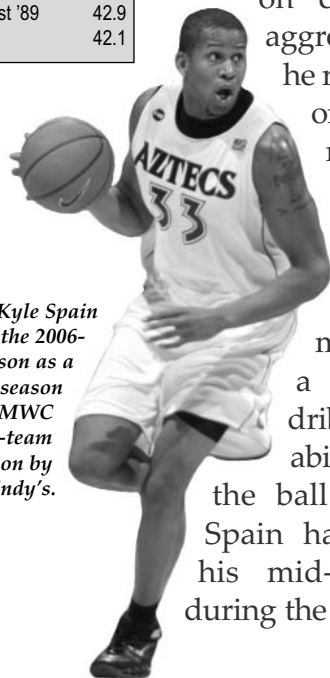 st '89 42.9
42.1
on
aggre
he
AZTECS
33
Kyle Spain
the 2006-
son as a
season
MWC
-team
on by
ndy's.
m
a
dri
abi
the ball
Spain ha
his mid-
during the